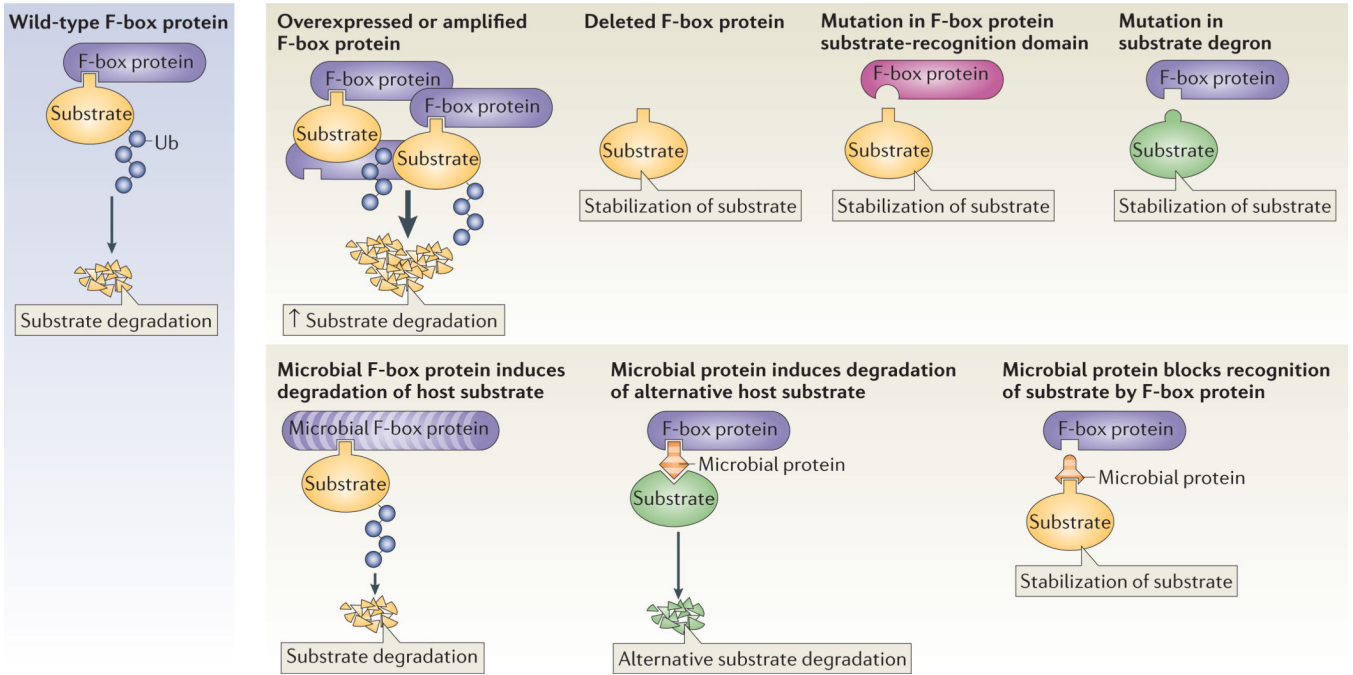 Wild-type F-box protein
F-box protein
Substrate
Ub
Substrate degradation
Overexpressed or amplified
F-box protein
F-box protein
F-box protein
Substrate
Substrate
↑ Substrate degradation
Deleted F-box protein
Substrate
Stabilization of substrate
Mutation in F-box protein
substrate-recognition domain
F-box protein
Substrate
Stabilization of substrate
Mutation in
substrate degron
F-box protein
Substrate
Stabilization of substrate
Microbial F-box protein induces
degradation of host substrate
Microbial F-box protein
Substrate
Substrate degradation
Microbial protein induces degradation
of alternative host substrate
F-box protein
Microbial protein
Substrate
Alternative substrate degradation
Microbial protein blocks recognition
of substrate by F-box protein
F-box protein
Microbial protein
Substrate
Stabilization of substrate